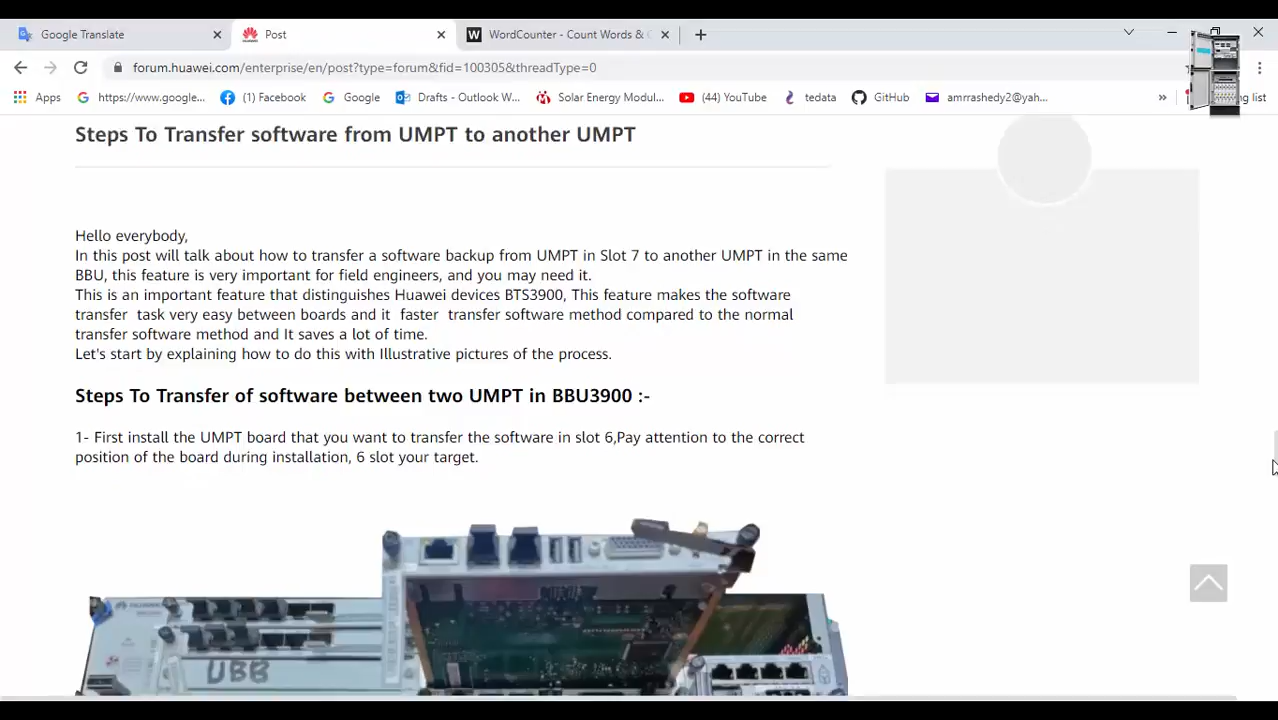 Google Translate
Post
WordCounter - Count Words & C
forum.huawei.com/enterprise/en/post?type=forum&fid=100305&threadType=0
Apps
https://www.google...
(1) Facebook
Google
Drafts - Outlook W...
Solar Energy Modul...
(44) YouTube
tedata
GitHub
amrrashedy2@yah...
Steps To Transfer software from UMPT to another UMPT
Hello everybody,
In this post will talk about how to transfer a software backup from UMPT in Slot 7 to another UMPT in the same
BBU, this feature is very important for field engineers, and you may need it.
This is an important feature that distinguishes Huawei devices BTS3900, This feature makes the software
transfer  task very easy between boards and it  faster  transfer software method compared to the normal
transfer software method and It saves a lot of time.
Let's start by explaining how to do this with Illustrative pictures of the process.
Steps To Transfer of software between two UMPT in BBU3900 :-
1- First install the UMPT board that you want to transfer the software in slot 6,Pay attention to the correct
position of the board during installation, 6 slot your target.
UBB